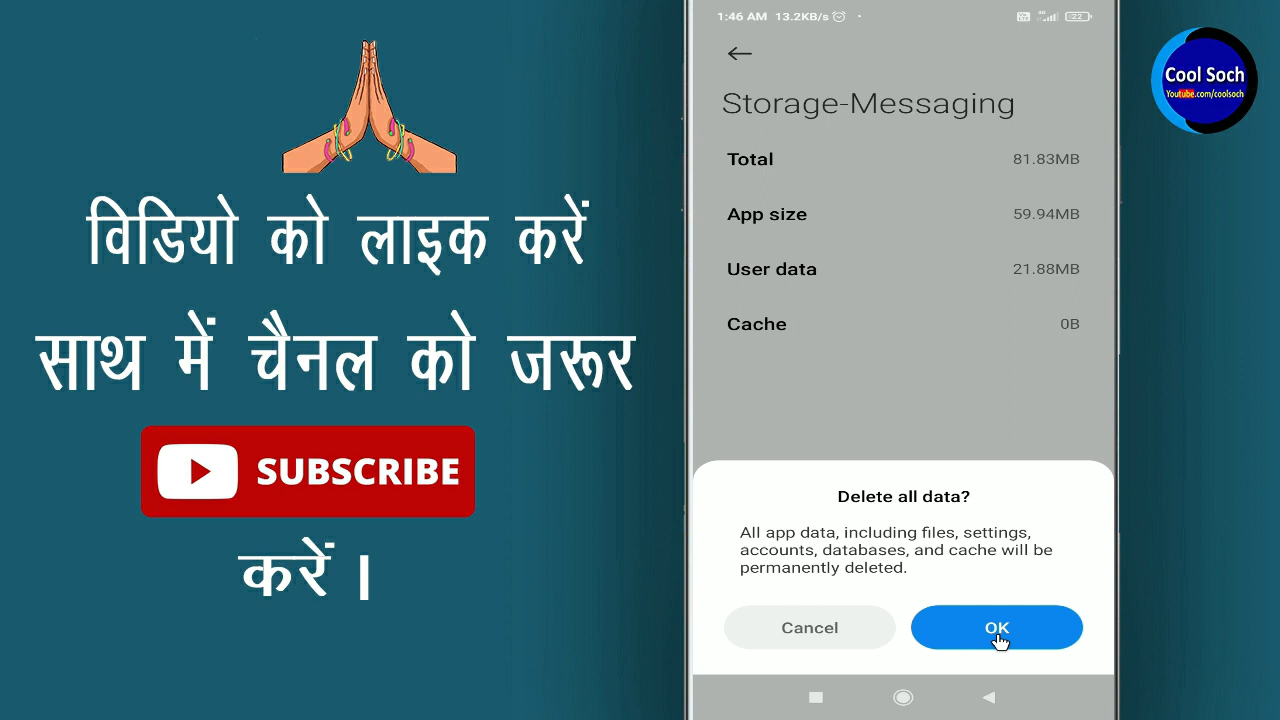 विडियो को लाइक करें
साथ में चैनल को जरूर
SUBSCRIBE
करें।
1:46 AM 13.2KB/s
22
Storage-Messaging
Total 81.83MB
App size 59.94MB
User data 21.88MB
Cache 0B
Delete all data?
All app data, including files, settings,
accounts, databases, and cache will be
permanently deleted.
Cancel OK
Cool Soch
Youtube.com/coolsoch